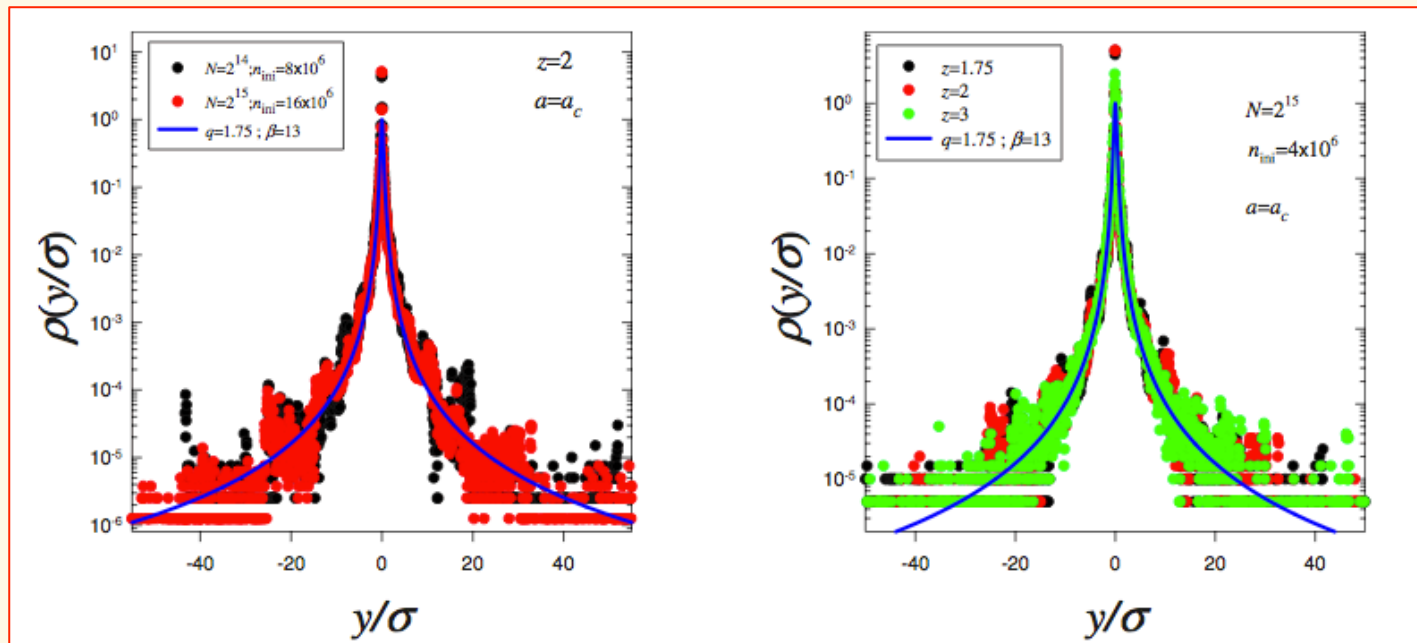 N=2^14;n_ini=8x10^6
N=2^15;n_ini=16x10^6
q=1.75 ; β=13
z=2
a=a_c
10^1
10^0
10^-1
10^-2
10^-3
10^-4
10^-5
10^-6
ρ(y/σ)
-40 -20 0 20 40
y/σ
z=1.75
z=2
z=3
q=1.75 ; β=13
N=2^15
n_ini=4x10^6
a=a_c
10^0
10^-1
10^-2
10^-3
10^-4
10^-5
ρ(y/σ)
-40 -20 0 20 40
y/σ